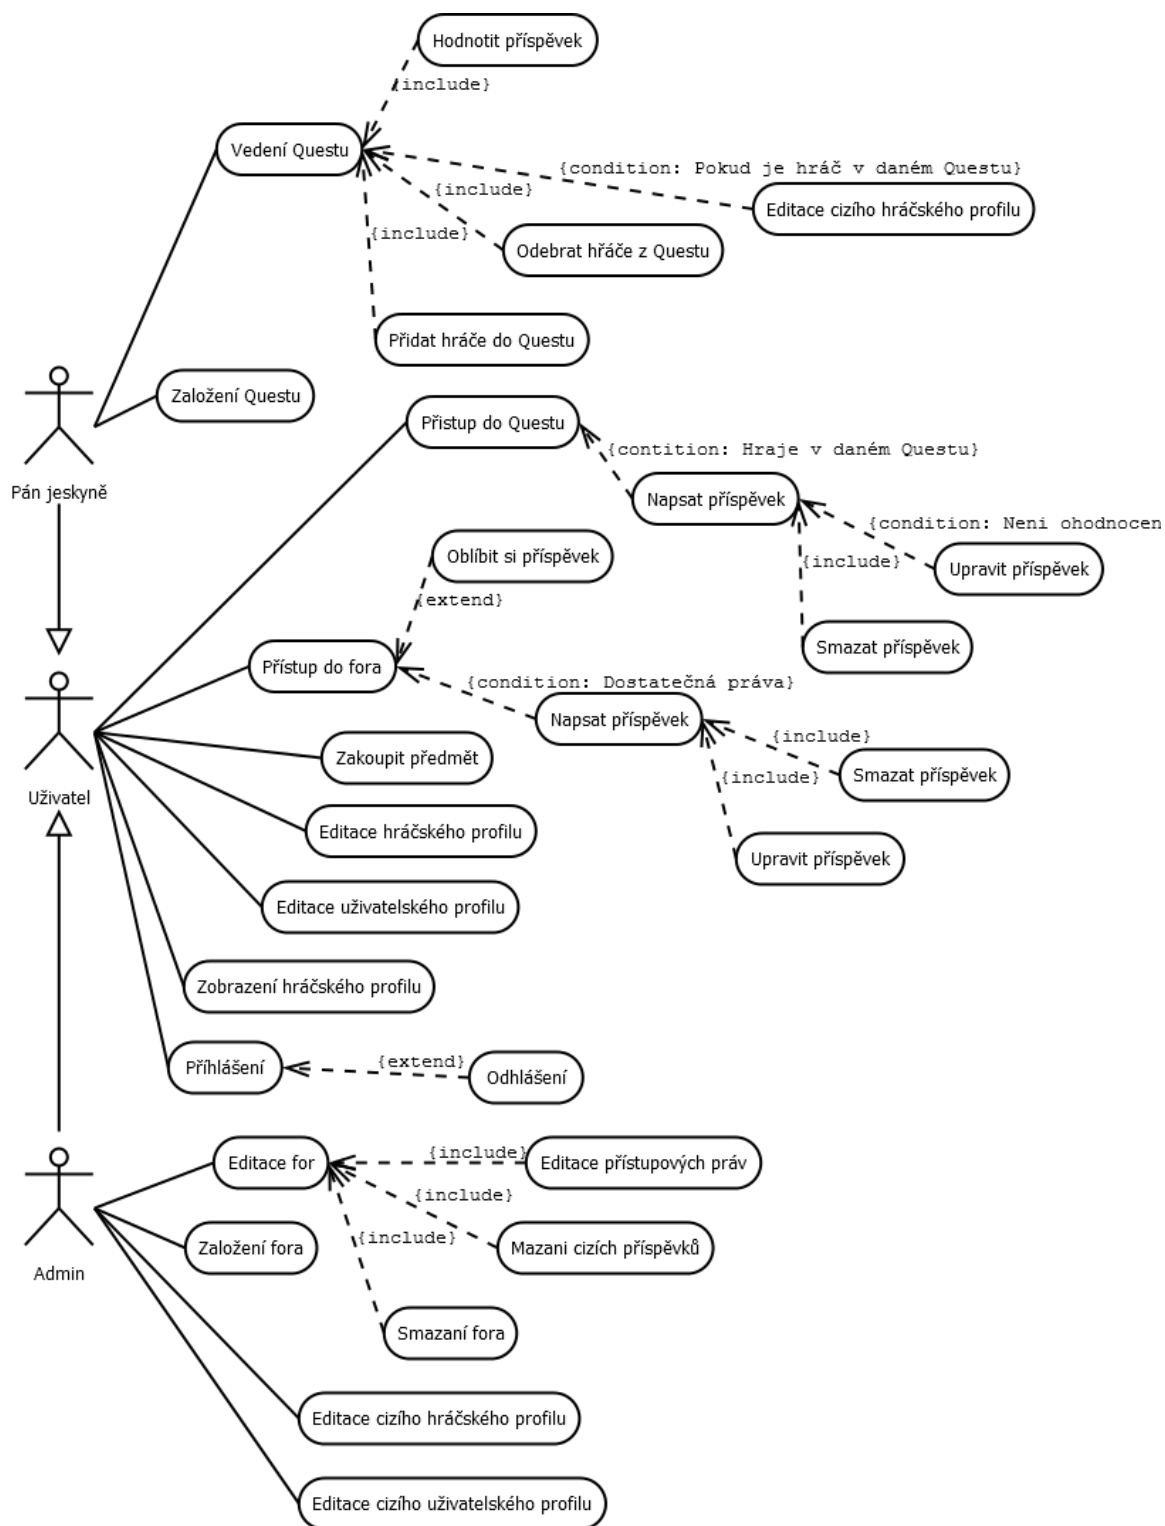 Hodnotit příspěvek
{include}
Vedení Questu
{condition: Pokud je hráč v daném Questu}
{include}
Editace cizího hráčského profilu
{include}
Odebrat hřáče z Questu
Přidat hráče do Questu
Založení Questu
Pán jeskyně
Přistup do Questu
{contition: Hraje v daném Questu}
Napsat příspěvek
{condition: Neni ohodnocen
{include}
Upravit příspěvek
Smazat příspěvek
Oblíbit si příspěvek
{extend}
Přístup do fora
{condition: Dostatečná práva}
Napsat příspěvek
{include}
{include}
Smazat příspěvek
Upravit příspěvek
Zakoupit předmět
Uživatel
Editace hráčského profilu
Editace uživatelského profilu
Zobrazení hráčského profilu
Příhlášení
{extend}
Odhlášení
Editace for
{include}
Editace přístupových práv
{include}
{include}
Založení fora
Mazani cizích příspěvků
Admin
Smazaní fora
Editace cizího hráčského profilu
Editace cizího uživatelského profilu